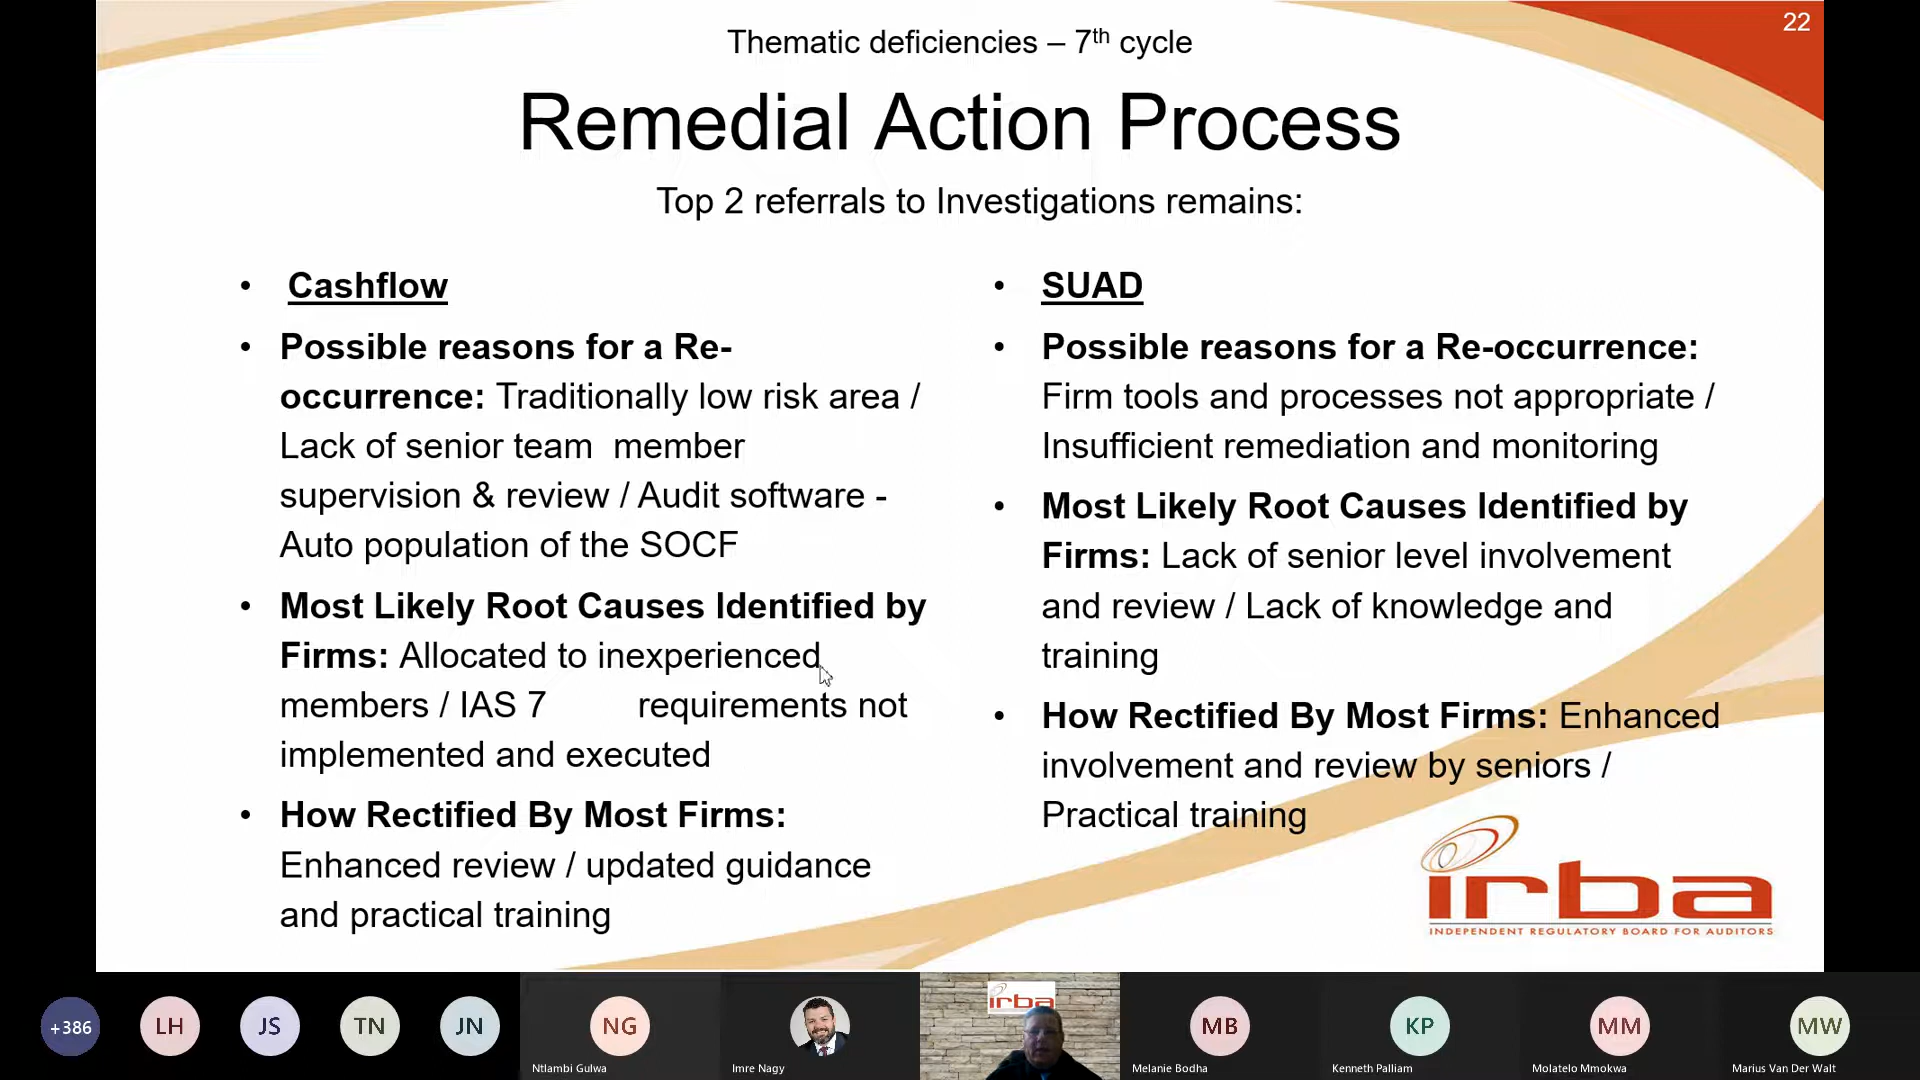 22
Thematic deficiencies – 7th cycle
Remedial Action Process
Top 2 referrals to Investigations remains:
• Cashflow
• Possible reasons for a Re-
occurrence: Traditionally low risk area /
Lack of senior team  member
supervision & review / Audit software -
Auto population of the SOCF
• Most Likely Root Causes Identified by
Firms: Allocated to inexperienced
members / IAS 7 requirements not
implemented and executed
• How Rectified By Most Firms:
Enhanced review / updated guidance
and practical training
• SUAD
• Possible reasons for a Re-occurrence:
Firm tools and processes not appropriate /
Insufficient remediation and monitoring
• Most Likely Root Causes Identified by
Firms: Lack of senior level involvement
and review / Lack of knowledge and
training
• How Rectified By Most Firms: Enhanced
involvement and review by seniors /
Practical training
irba
INDEPENDENT REGULATORY BOARD FOR AUDITORS
+386
LH
JS
TN
JN
NG
Ntlambi Gulwa
Imre Nagy
irba
MB
Melanie Bodha
KP
Kenneth Palliam
MM
Molatelo Mmokwa
MW
Marius Van Der Walt